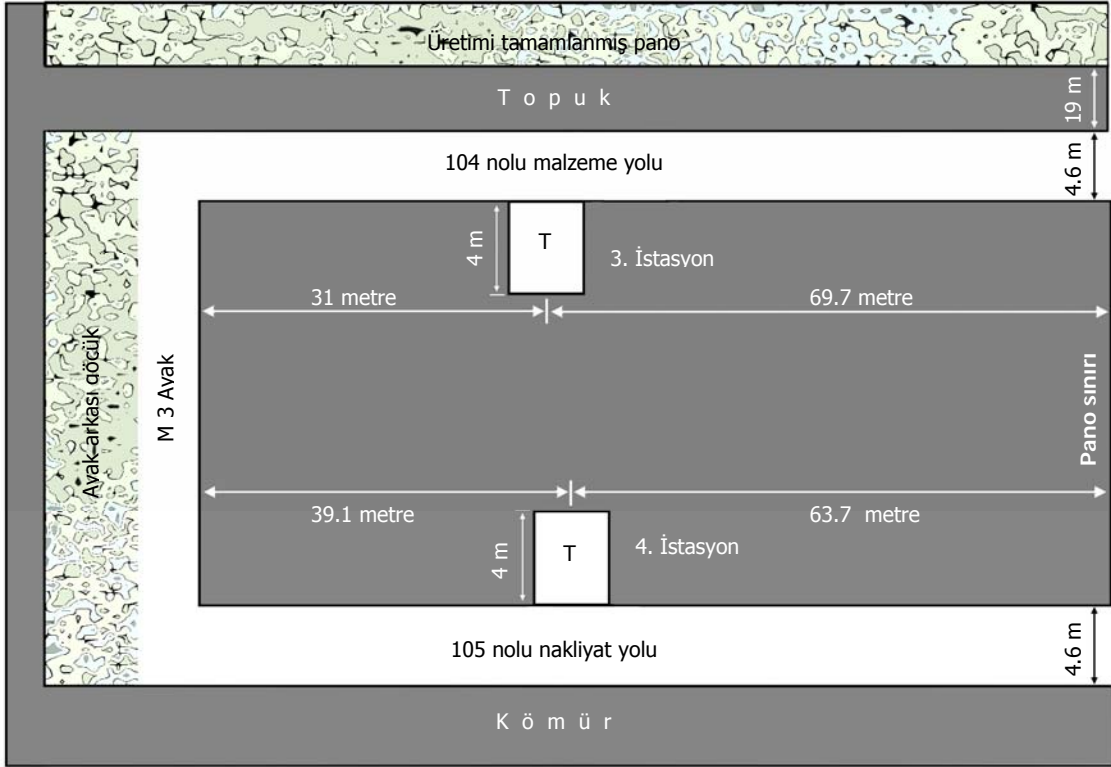 Üretimi tamamlanmış pano
T o p u k
19 m
104 nolu malzeme yolu
4.6 m
4 m
T
3. İstasyon
31 metre
69.7 metre
Avak arkası göçük
M 3 Avak
Pano sınırı
39.1 metre
63.7 metre
4 m
T
4. İstasyon
105 nolu nakliyat yolu
4.6 m
K ö m ü r